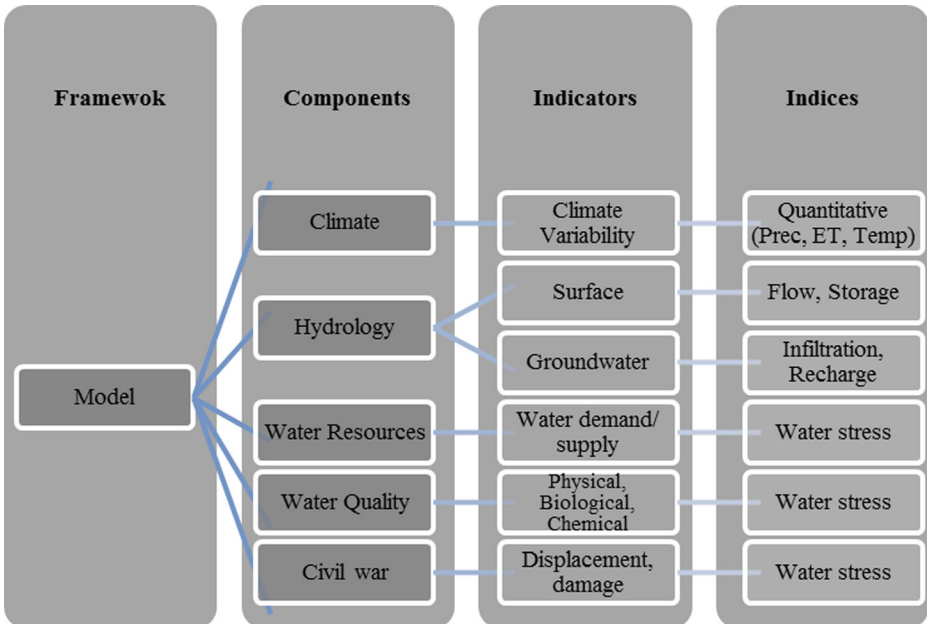 Framewok
Components
Indicators
Indices
Model
Climate
Climate
Variability
Quantitative
(Prec, ET, Temp)
Hydrology
Surface
Flow, Storage
Groundwater
Infiltration,
Recharge
Water Resources
Water demand/
supply
Water stress
Water Quality
Physical,
Biological,
Chemical
Water stress
Civil war
Displacement,
damage
Water stress